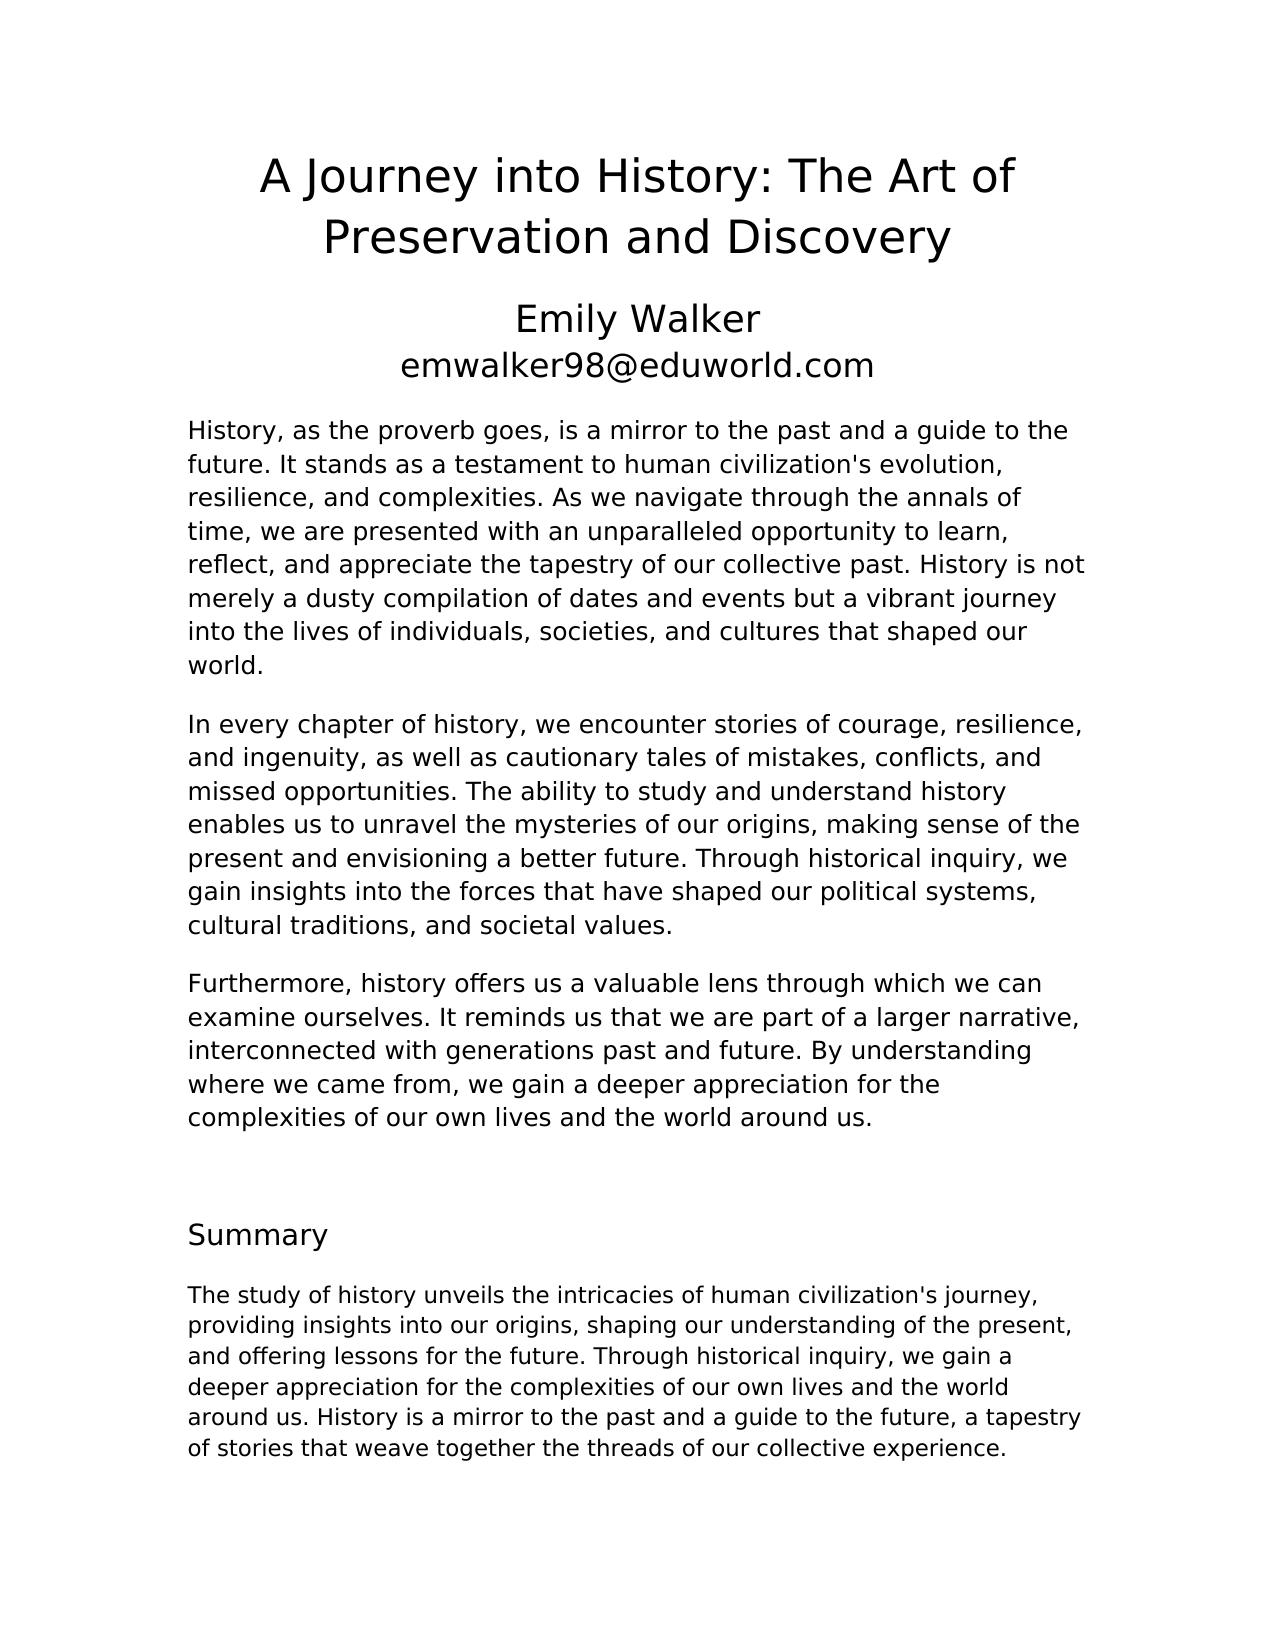 A Journey into History: The Art of
Preservation and Discovery
Emily Walker
emwalker98@eduworld.com
History, as the proverb goes, is a mirror to the past and a guide to the
future. It stands as a testament to human civilization's evolution,
resilience, and complexities. As we navigate through the annals of
time, we are presented with an unparalleled opportunity to learn,
reflect, and appreciate the tapestry of our collective past. History is not
merely a dusty compilation of dates and events but a vibrant journey
into the lives of individuals, societies, and cultures that shaped our
world.
In every chapter of history, we encounter stories of courage, resilience,
and ingenuity, as well as cautionary tales of mistakes, conflicts, and
missed opportunities. The ability to study and understand history
enables us to unravel the mysteries of our origins, making sense of the
present and envisioning a better future. Through historical inquiry, we
gain insights into the forces that have shaped our political systems,
cultural traditions, and societal values.
Furthermore, history offers us a valuable lens through which we can
examine ourselves. It reminds us that we are part of a larger narrative,
interconnected with generations past and future. By understanding
where we came from, we gain a deeper appreciation for the
complexities of our own lives and the world around us.
Summary
The study of history unveils the intricacies of human civilization's journey,
providing insights into our origins, shaping our understanding of the present,
and offering lessons for the future. Through historical inquiry, we gain a
deeper appreciation for the complexities of our own lives and the world
around us. History is a mirror to the past and a guide to the future, a tapestry
of stories that weave together the threads of our collective experience.